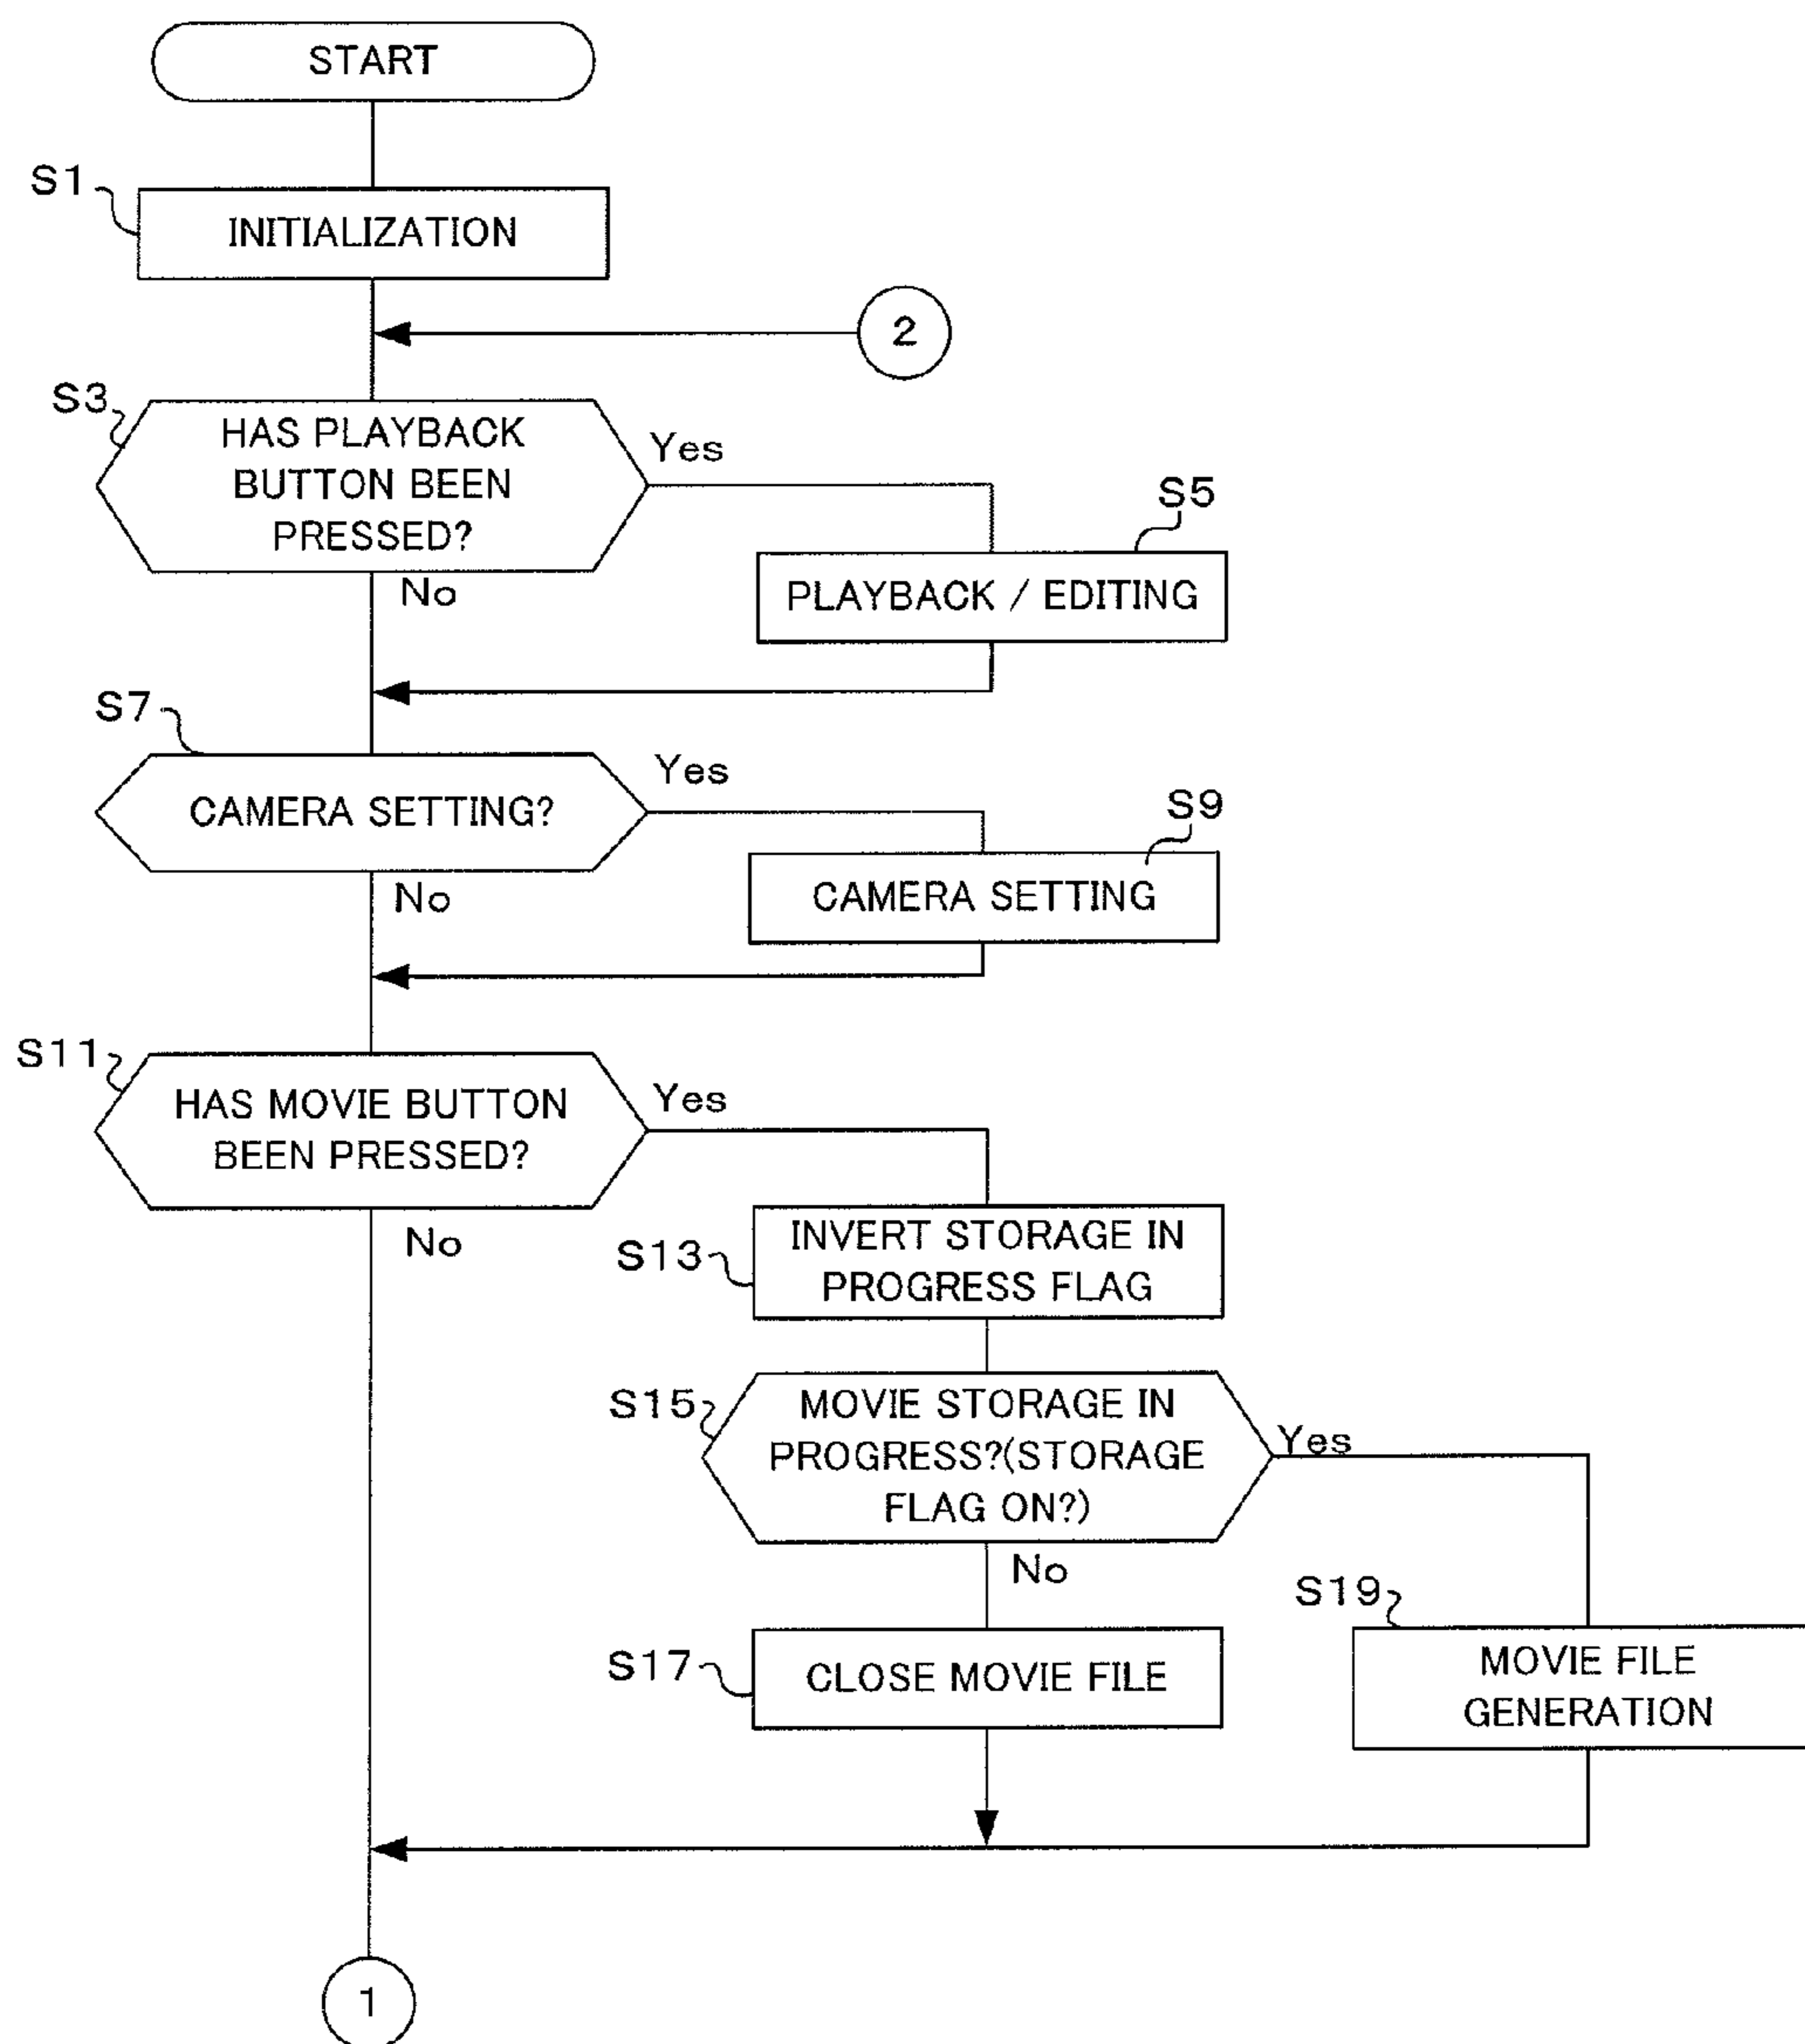 START
S1
INITIALIZATION
2
S3
HAS PLAYBACK
BUTTON BEEN
PRESSED?
Yes
No
S5
PLAYBACK / EDITING
S7
CAMERA SETTING?
Yes
No
S9
CAMERA SETTING
S11
HAS MOVIE BUTTON
BEEN PRESSED?
Yes
No
S13
INVERT STORAGE IN
PROGRESS FLAG
S15
MOVIE STORAGE IN
PROGRESS?(STORAGE
FLAG ON?)
Yes
No
S17
CLOSE MOVIE FILE
S19
MOVIE FILE
GENERATION
1